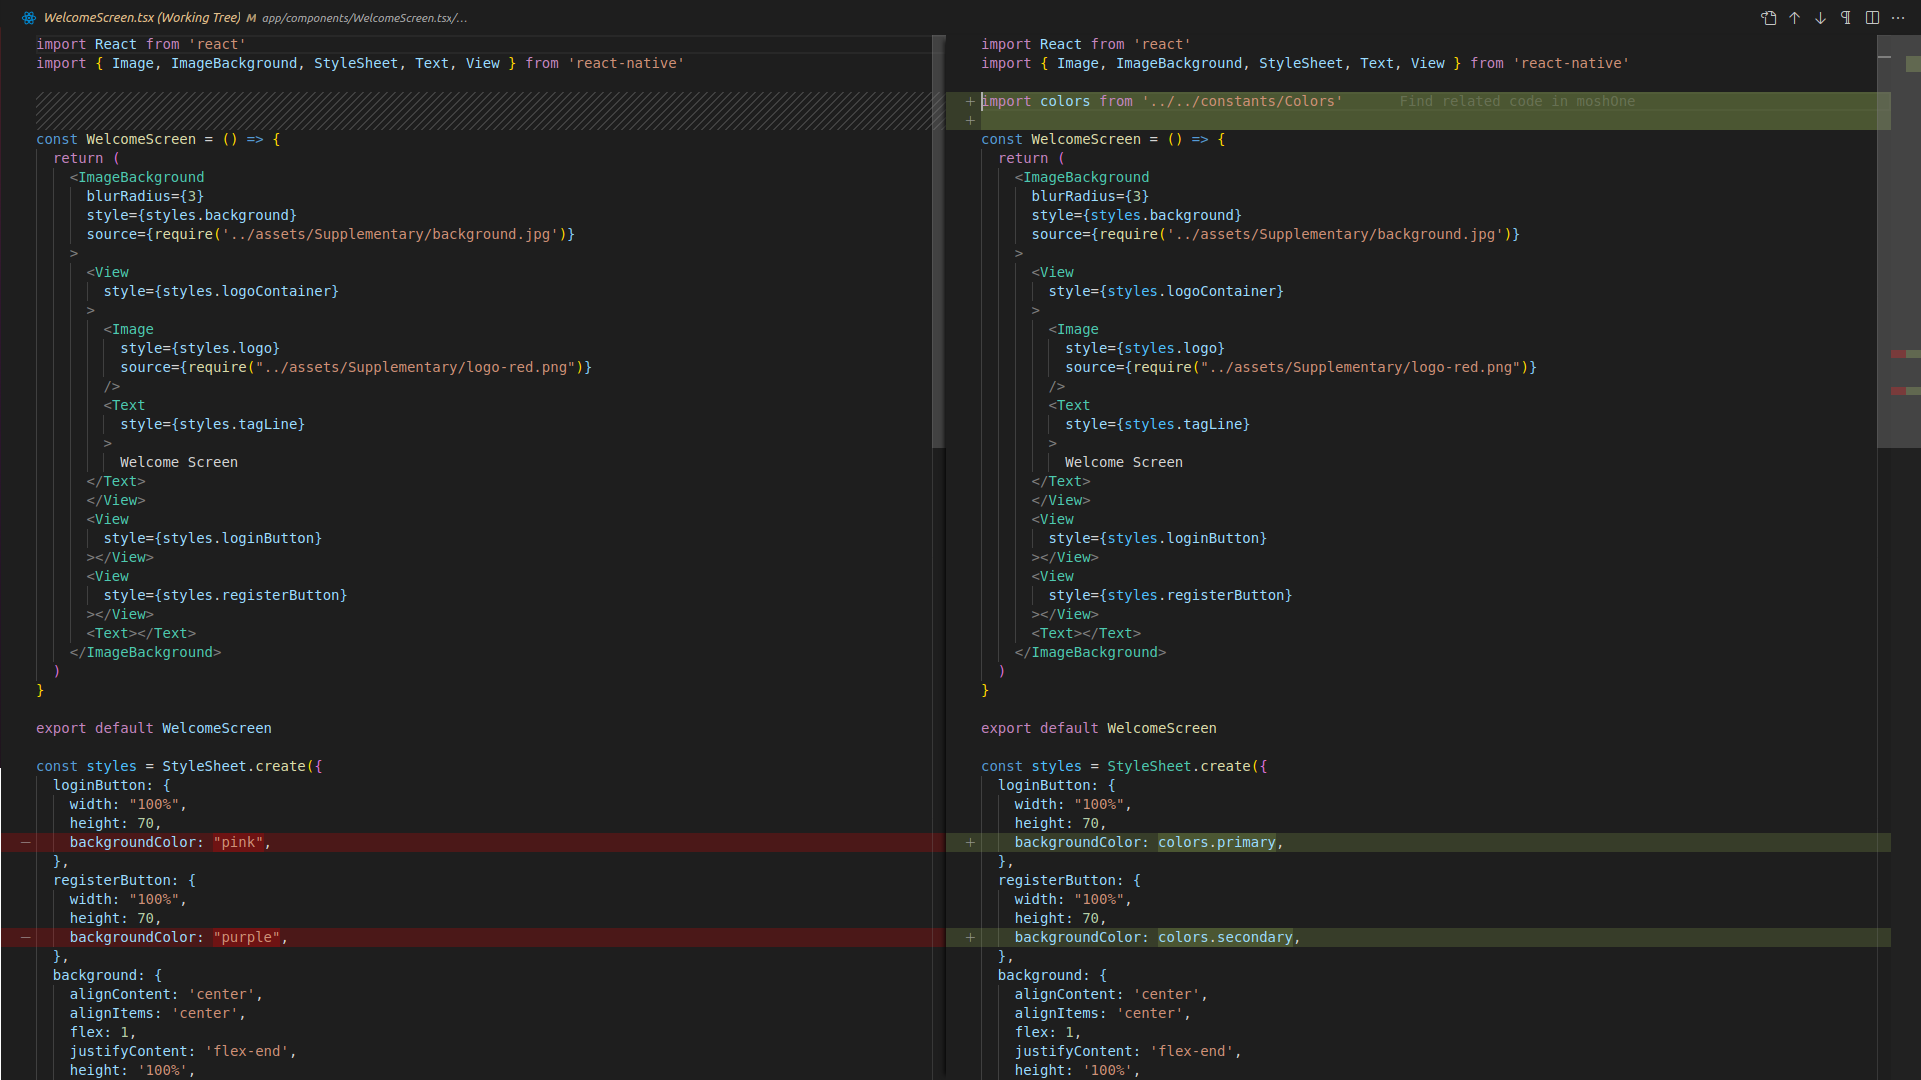 WelcomeScreen.tsx (Working Tree) M app/components/WelcomeScreen.tsx/...
import React from 'react'
import { Image, ImageBackground, StyleSheet, Text, View } from 'react-native'
const WelcomeScreen = () => {
return (
<ImageBackground
blurRadius={3}
style={styles.background}
source={require('../assets/Supplementary/background.jpg')}
>
<View
style={styles.logoContainer}
>
<Image
style={styles.logo}
source={require("../assets/Supplementary/logo-red.png")}
/>
<Text
style={styles.tagLine}
>
Welcome Screen
</Text>
</View>
<View
style={styles.loginButton}
></View>
<View
style={styles.registerButton}
></View>
<Text></Text>
</ImageBackground>
)
}
export default WelcomeScreen
const styles = StyleSheet.create({
loginButton: {
width: "100%",
height: 70,
— backgroundColor: "pink",
},
registerButton: {
width: "100%",
height: 70,
— backgroundColor: "purple",
},
background: {
alignContent: 'center',
alignItems: 'center',
flex: 1,
justifyContent: 'flex-end',
height: '100%',
import React from 'react'
import { Image, ImageBackground, StyleSheet, Text, View } from 'react-native'
+ import colors from '../../constants/Colors' Find related code in moshOne
+
const WelcomeScreen = () => {
return (
<ImageBackground
blurRadius={3}
style={styles.background}
source={require('../assets/Supplementary/background.jpg')}
>
<View
style={styles.logoContainer}
>
<Image
style={styles.logo}
source={require("../assets/Supplementary/logo-red.png")}
/>
<Text
style={styles.tagLine}
>
Welcome Screen
</Text>
</View>
<View
style={styles.loginButton}
></View>
<View
style={styles.registerButton}
></View>
<Text></Text>
</ImageBackground>
)
}
export default WelcomeScreen
const styles = StyleSheet.create({
loginButton: {
width: "100%",
height: 70,
+ backgroundColor: colors.primary,
},
registerButton: {
width: "100%",
height: 70,
+ backgroundColor: colors.secondary,
},
background: {
alignContent: 'center',
alignItems: 'center',
flex: 1,
justifyContent: 'flex-end',
height: '100%',